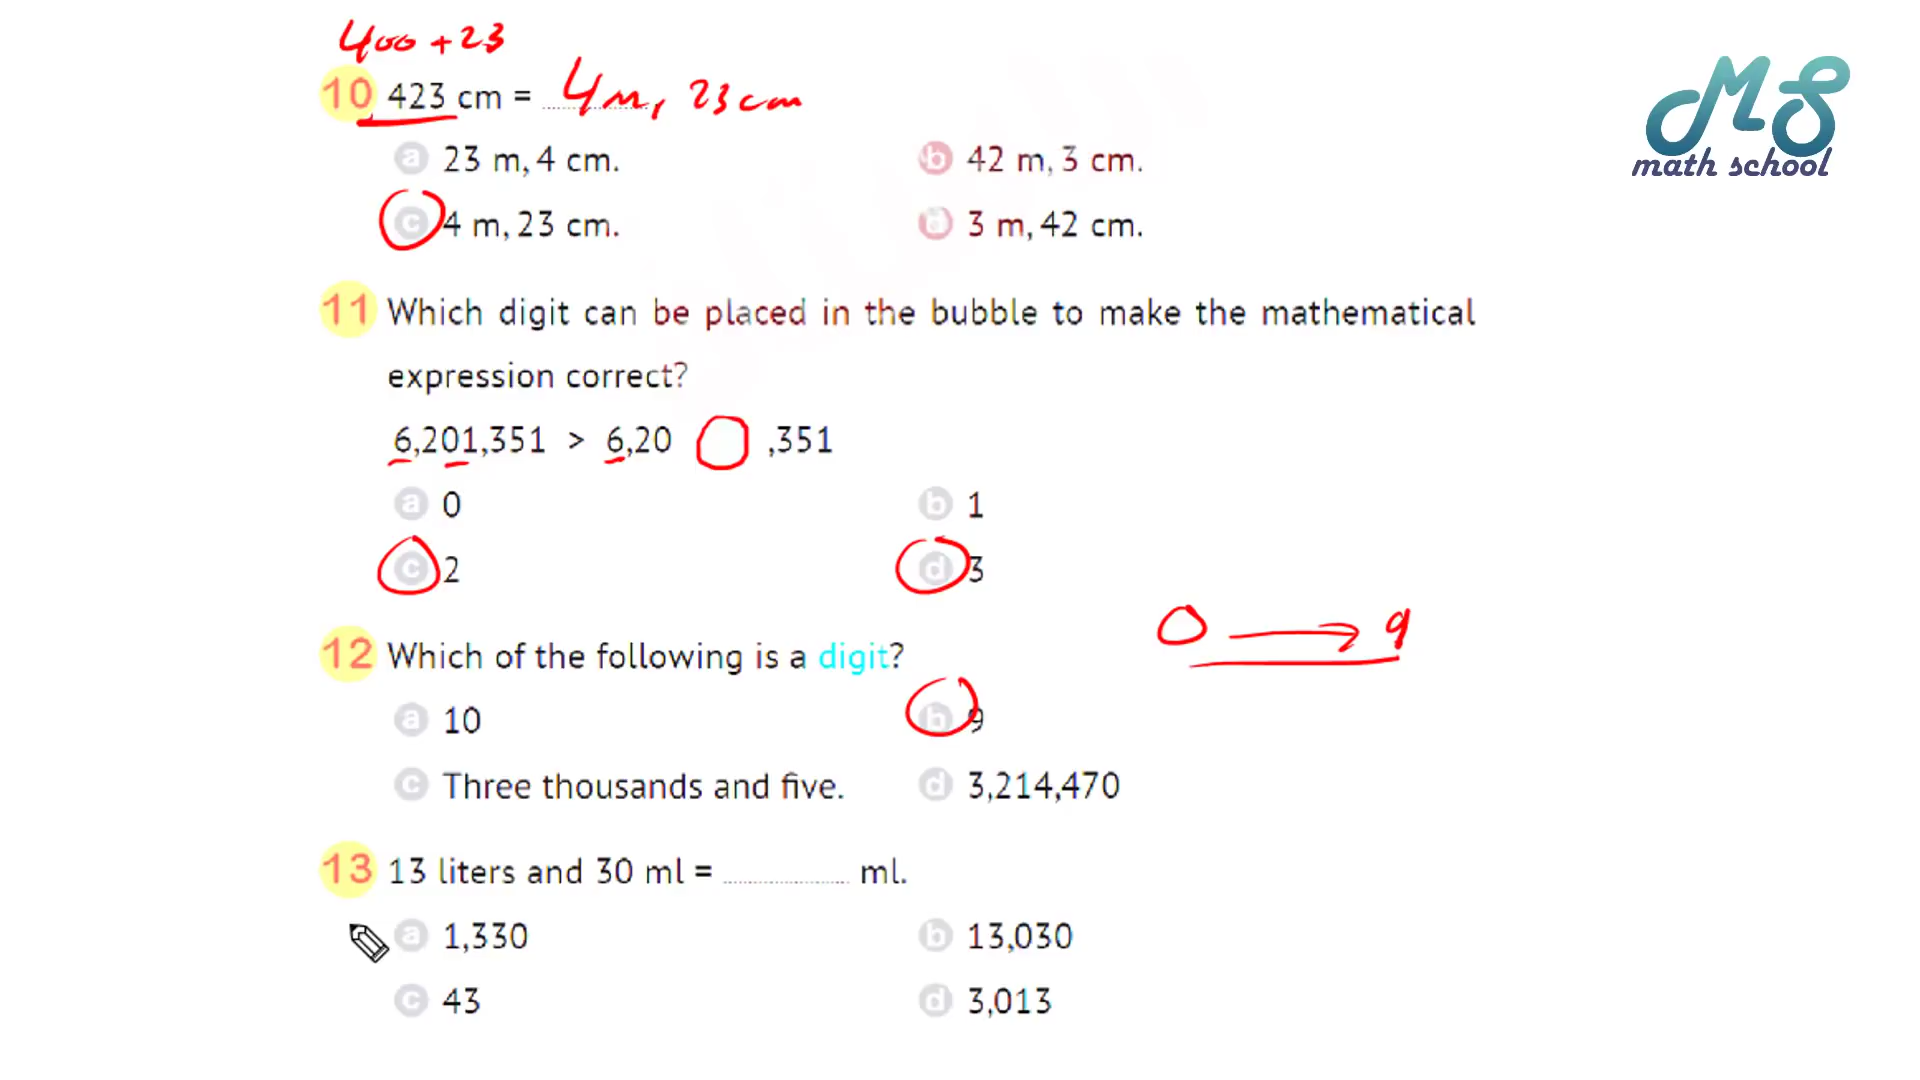 400 + 23
10 423 cm = 4m, 23cm
a 23 m, 4 cm.
b 42 m, 3 cm.
c 4 m, 23 cm.
d 3 m, 42 cm.
MS
math school
11 Which digit can be placed in the bubble to make the mathematical
expression correct?
6,201,351 > 6,20 ,351
a 0
b 1
c 2
d 3
0 → 9
12 Which of the following is a digit?
a 10
b 9
c Three thousands and five.
d 3,214,470
13 13 liters and 30 ml = .................... ml.
a 1,330
b 13,030
c 43
d 3,013